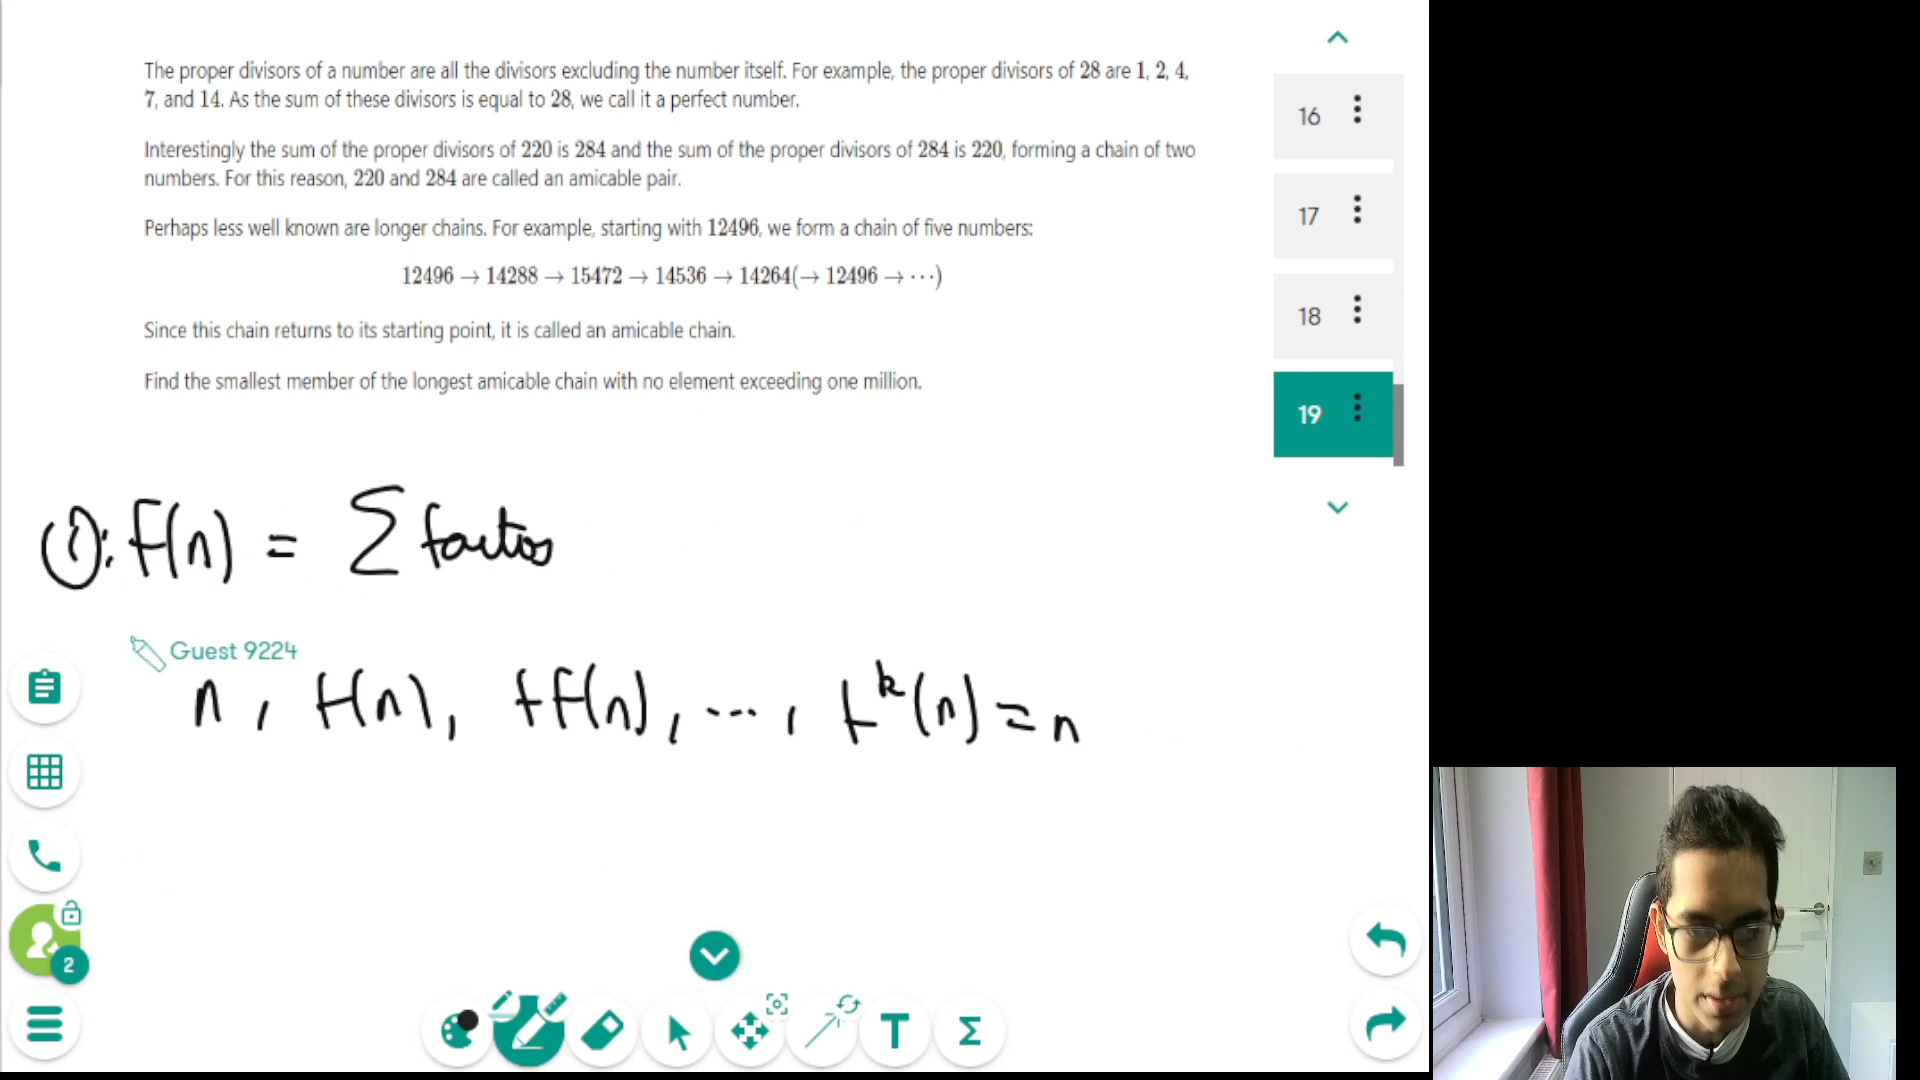 The proper divisors of a number are all the divisors excluding the number itself. For example, the proper divisors of 28 are 1, 2, 4,
7, and 14. As the sum of these divisors is equal to 28, we call it a perfect number.
Interestingly the sum of the proper divisors of 220 is 284 and the sum of the proper divisors of 284 is 220, forming a chain of two
numbers. For this reason, 220 and 284 are called an amicable pair.
Perhaps less well known are longer chains. For example, starting with 12496, we form a chain of five numbers:
12496 → 14288 → 15472 → 14536 → 14264(→ 12496 → ⋯)
Since this chain returns to its starting point, it is called an amicable chain.
Find the smallest member of the longest amicable chain with no element exceeding one million.
①: F(n) = Σ factors
Guest 9224
n, f(n), ff(n), ..., f^k(n) = n
16
17
18
19
2
T
Σ